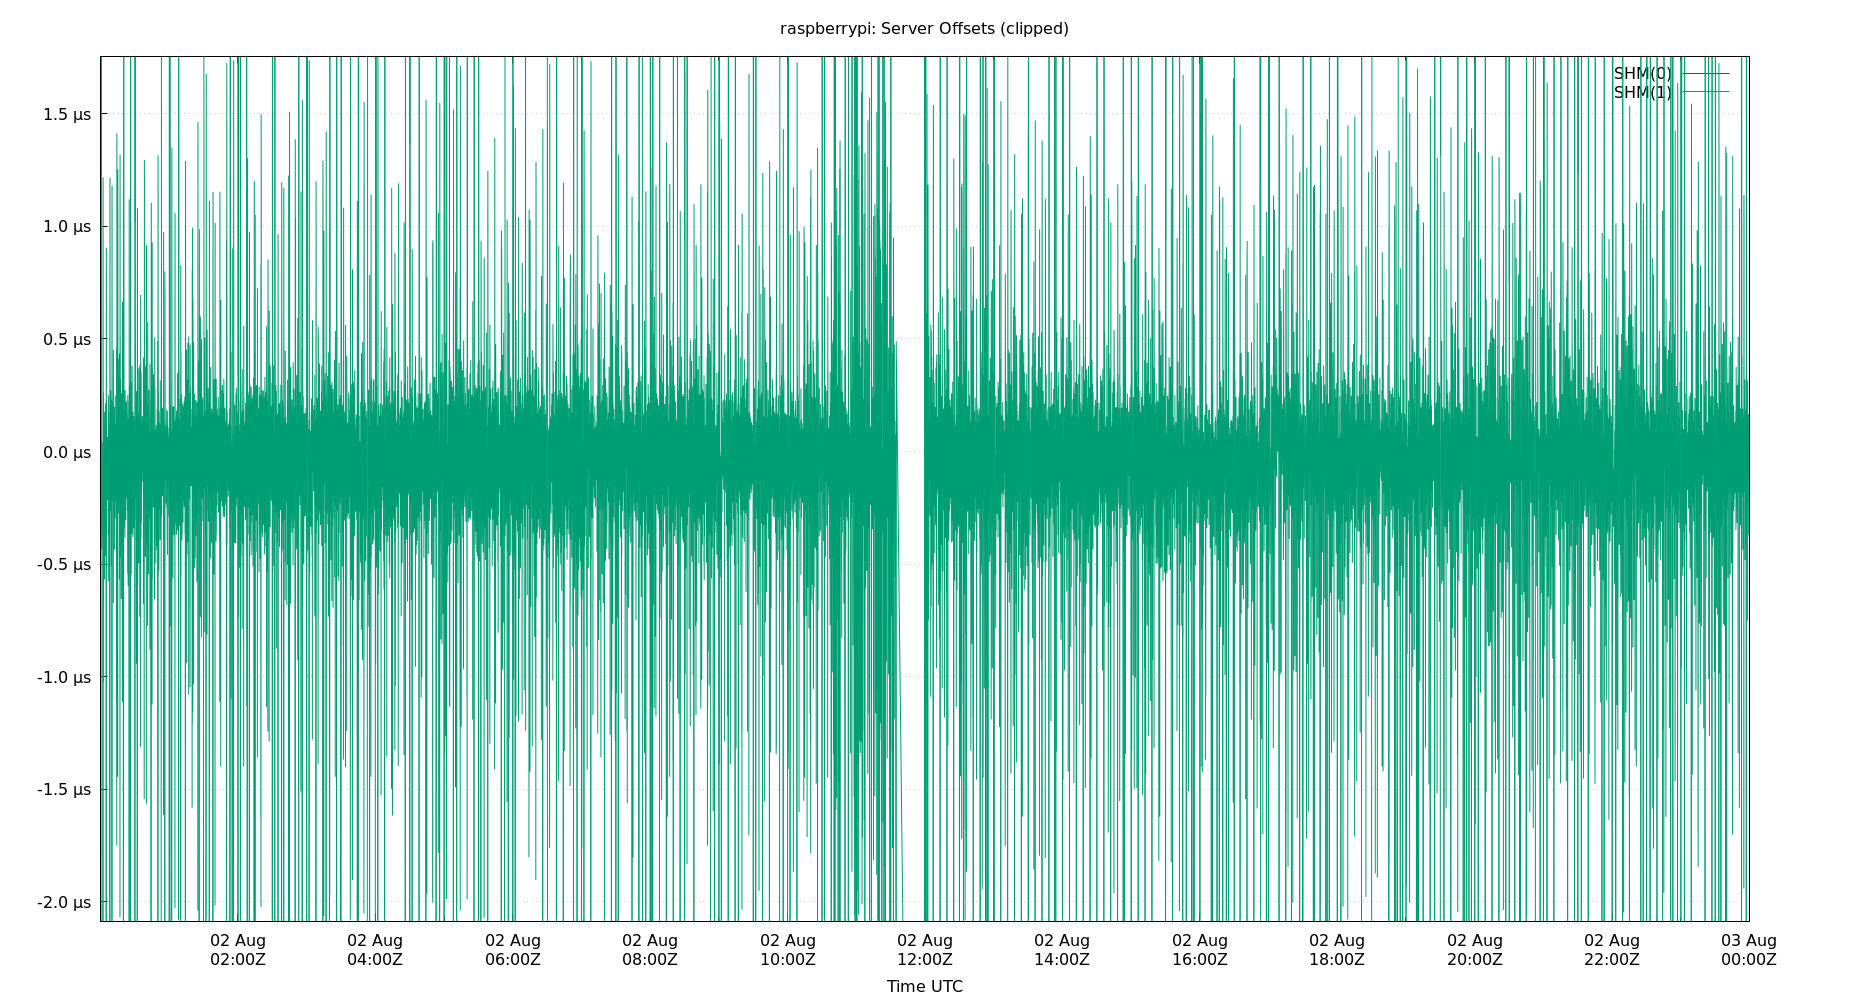 raspberrypi: Server Offsets (clipped)
SHM(0)
SHM(1)
1.5 µs
1.0 µs
0.5 µs
0.0 µs
-0.5 µs
-1.0 µs
-1.5 µs
-2.0 µs
02 Aug 02 Aug 02 Aug 02 Aug 02 Aug 02 Aug 02 Aug 02 Aug 02 Aug 02 Aug 02 Aug 03 Aug
02:00Z 04:00Z 06:00Z 08:00Z 10:00Z 12:00Z 14:00Z 16:00Z 18:00Z 20:00Z 22:00Z 00:00Z
Time UTC